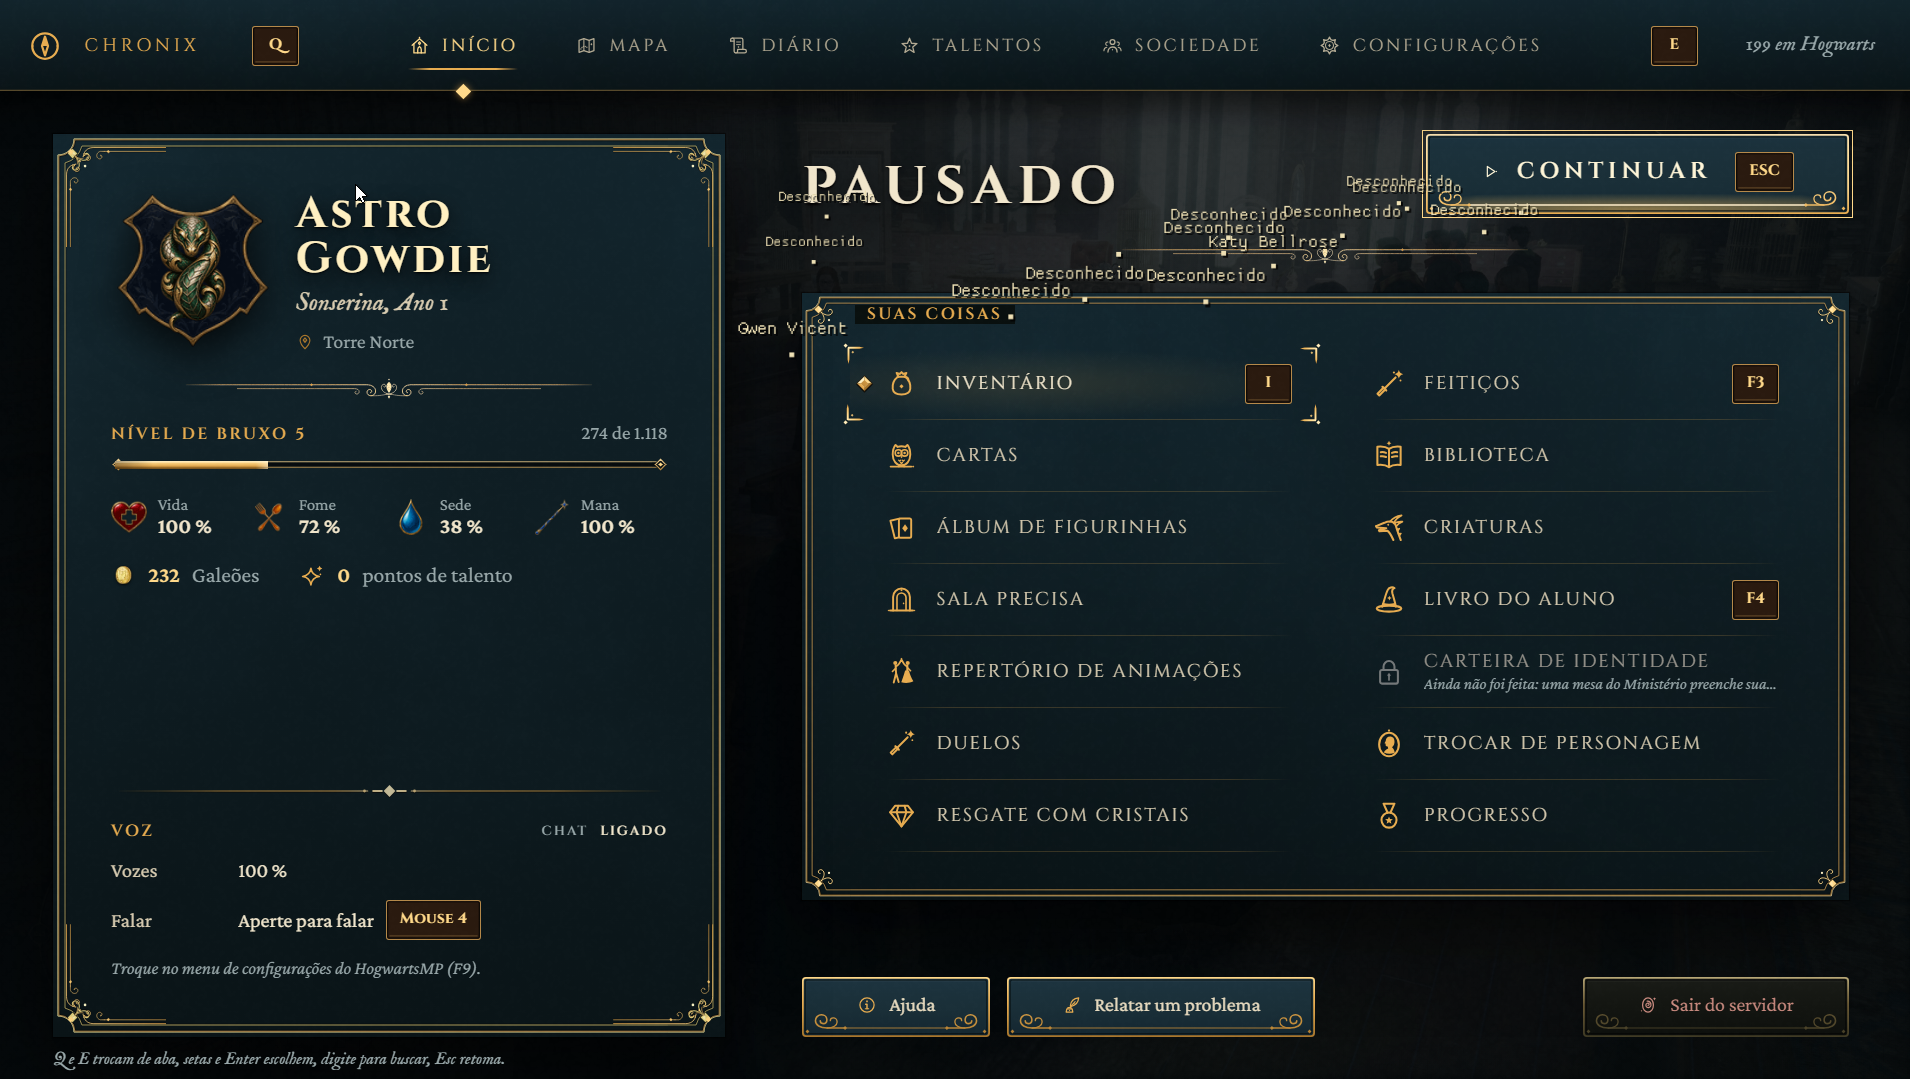 CHRONIX
Q
INÍCIO
MAPA
DIÁRIO
TALENTOS
SOCIEDADE
CONFIGURAÇÕES
E
199 em Hogwarts
ASTRO
GOWDIE
Sonserina, Ano 1
Torre Norte
NÍVEL DE BRUXO 5
274 de 1.118
Vida
100 %
Fome
72 %
Sede
38 %
Mana
100 %
232 Galeões
0 pontos de talento
VOZ
CHAT LIGADO
Vozes 100 %
Falar Aperte para falar MOUSE 4
Troque no menu de configurações do HogwartsMP (F9).
Q e E trocam de aba, setas e Enter escolhem, digite para buscar, Esc retoma.
PAUSADO
CONTINUAR ESC
Desconhecido
Desconhecido
Desconhecido
Desconhecido
Desconhecido
Desconhecido
Desconhecido
Desconhecido
Katy Bellrose
Desconhecido
Desconhecido
Desconhecido
Gwen Vicent
SUAS COISAS
INVENTÁRIO I
FEITIÇOS F3
CARTAS
BIBLIOTECA
ÁLBUM DE FIGURINHAS
CRIATURAS
SALA PRECISA
LIVRO DO ALUNO F4
REPERTÓRIO DE ANIMAÇÕES
CARTEIRA DE IDENTIDADE
Ainda não foi feita: uma mesa do Ministério preenche sua...
DUELOS
TROCAR DE PERSONAGEM
RESGATE COM CRISTAIS
PROGRESSO
Ajuda
Relatar um problema
Sair do servidor